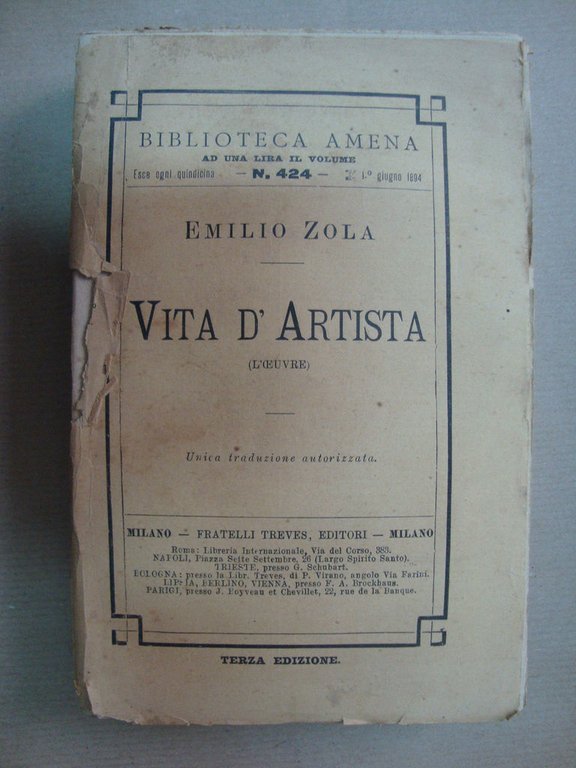 BIBLIOTECA AMENA
AD UNA LIRA IL VOLUME
Esce ogni quindicina — N. 424 — 1.º giugno 1894
EMILIO ZOLA
VITA D'ARTISTA
(L'ŒUVRE)
Unica traduzione autorizzata.
MILANO — FRATELLI TREVES, EDITORI — MILANO
Roma: Libreria Internazionale, Via del Corso, 383.
NAPOLI, Piazza Sette Settembre, 26 (Largo Spirito Santo).
TRIESTE, presso G. Schubart.
BOLOGNA: presso la Libr. Treves, di P. Virano, angolo Via Farini.
LIPSIA, BERLINO, VIENNA, presso F. A. Brockhaus.
PARIGI, presso J. Boyveau et Chevillet, 22, rue de la Banque.
TERZA EDIZIONE.